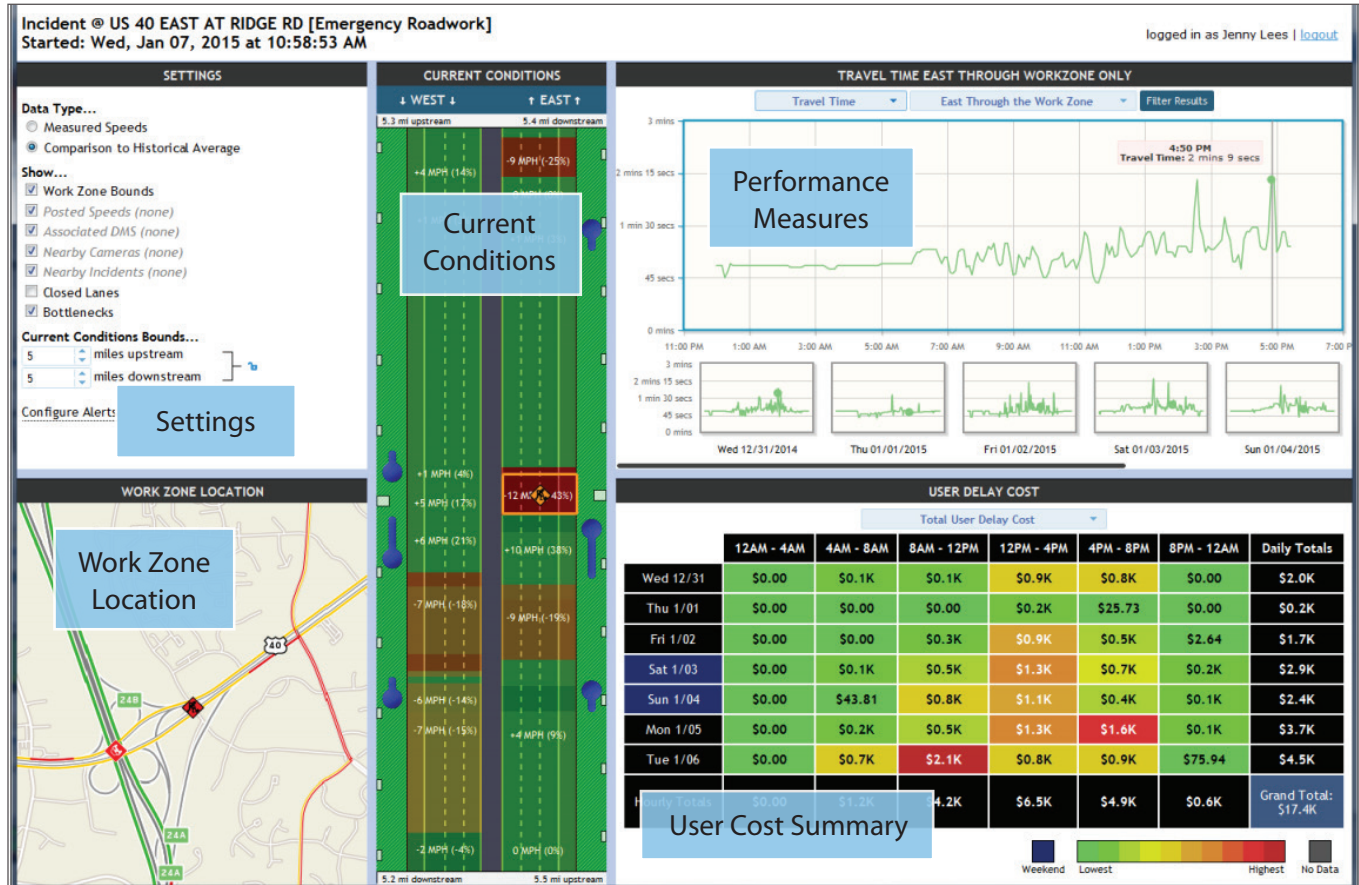 Incident @ US 40 EAST AT RIDGE RD [Emergency Roadwork]
Started: Wed, Jan 07, 2015 at 10:58:53 AM
logged in as Jenny Lees | logout
SETTINGS
Data Type...
Measured Speeds
Comparison to Historical Average
Show...
Work Zone Bounds
Posted Speeds (none)
Associated DMS (none)
Nearby Cameras (none)
Nearby Incidents (none)
Closed Lanes
Bottlenecks
Current Conditions Bounds...
5 miles upstream
5 miles downstream
Configure Alerts
Settings
WORK ZONE LOCATION
Work Zone
Location
40
24B
24A
24A
CURRENT CONDITIONS
↓ WEST ↓ ↑ EAST ↑
5.3 mi upstream 5.4 mi downstream
-9 MPH (-25%)
+4 MPH (14%)
Current
Conditions
+1 MPH (4%)
+5 MPH (17%)
-12 43%)
+6 MPH (21%)
+10 MPH (38%)
-7 MPH (-18%)
-9 MPH (-19%)
-6 MPH (-14%)
-7 MPH (-15%)
+4 MPH (9%)
-2 MPH (-4%) 0 MPH (0%)
5.2 mi downstream 5.5 mi upstream
TRAVEL TIME EAST THROUGH WORKZONE ONLY
Travel Time East Through the Work Zone Filter Results
3 mins
4:50 PM
Travel Time: 2 mins 9 secs
2 mins 15 secs
Performance
Measures
1 min 30 secs
45 secs
0 mins
11:00 PM 1:00 AM 3:00 AM 5:00 AM 7:00 AM 9:00 AM 11:00 AM 1:00 PM 3:00 PM 5:00 PM 7:00 P
3 mins
2 mins 15 secs
1 min 30 secs
45 secs
0 mins
Wed 12/31/2014 Thu 01/01/2015 Fri 01/02/2015 Sat 01/03/2015 Sun 01/04/2015
USER DELAY COST
Total User Delay Cost
12AM - 4AM 4AM - 8AM 8AM - 12PM 12PM - 4PM 4PM - 8PM 8PM - 12AM Daily Totals
Wed 12/31 $0.00 $0.1K $0.1K $0.9K $0.8K $0.00 $2.0K
Thu 1/01 $0.00 $0.00 $0.00 $0.2K $25.73 $0.00 $0.2K
Fri 1/02 $0.00 $0.00 $0.3K $0.9K $0.5K $2.64 $1.7K
Sat 1/03 $0.00 $0.1K $0.5K $1.3K $0.7K $0.2K $2.9K
Sun 1/04 $0.00 $43.81 $0.8K $1.1K $0.4K $0.1K $2.4K
Mon 1/05 $0.00 $0.2K $0.5K $1.3K $1.6K $0.1K $3.7K
Tue 1/06 $0.00 $0.7K $2.1K $0.8K $0.9K $75.94 $4.5K
Hourly Totals $0.00 $1.2K $4.2K $6.5K $4.9K $0.6K Grand Total:
$17.4K
User Cost Summary
Weekend Lowest Highest No Data